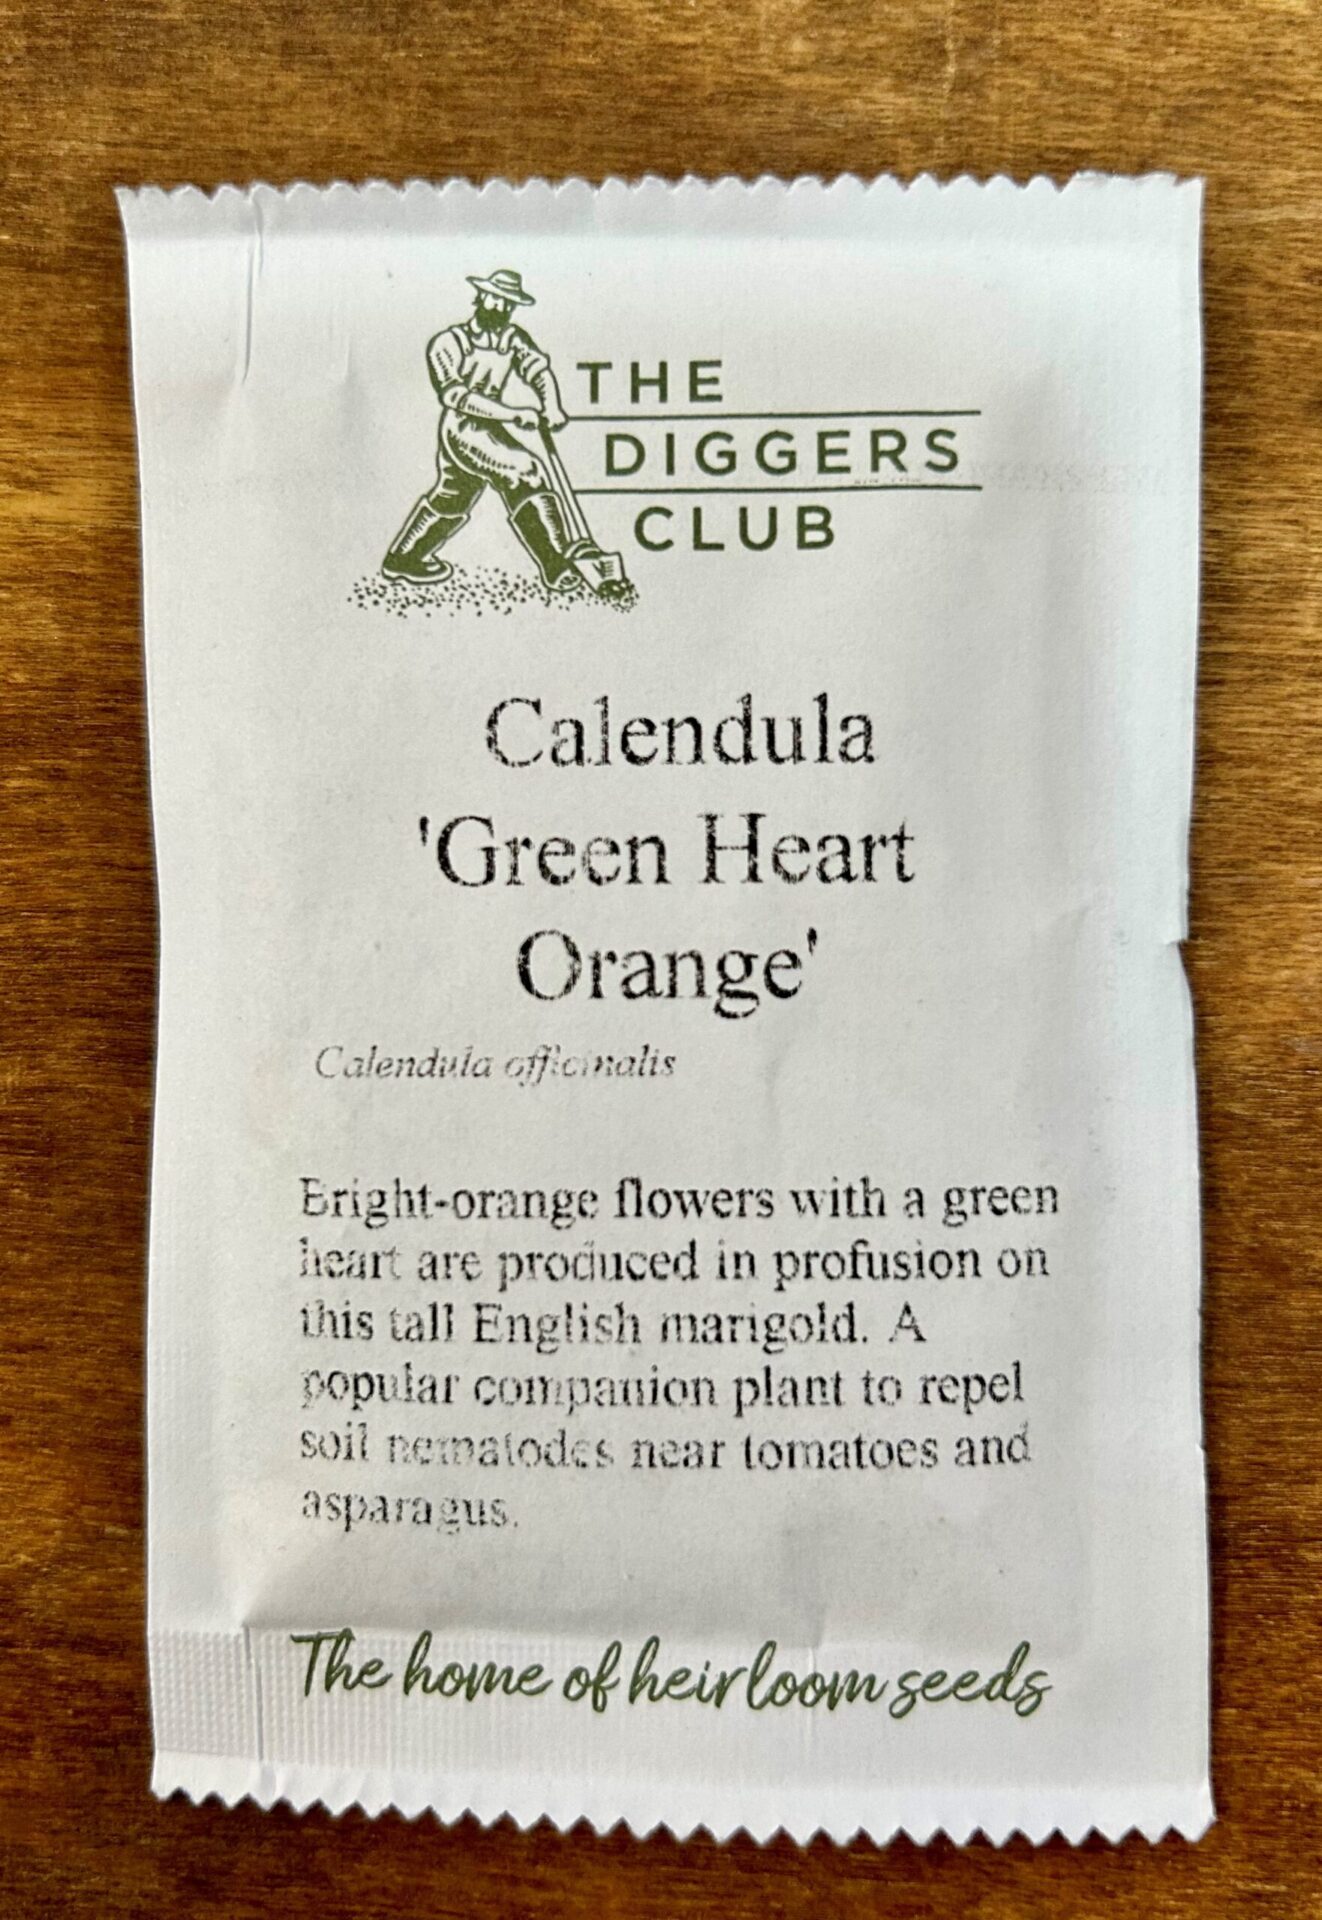 THE
DIGGERS
CLUB
Calendula
'Green Heart
Orange'
Calendula officinalis
Bright-orange flowers with a green
heart are produced in profusion on
this tall English marigold. A
popular companion plant to repel
soil nematodes near tomatoes and
asparagus.
The home of heirloom seeds